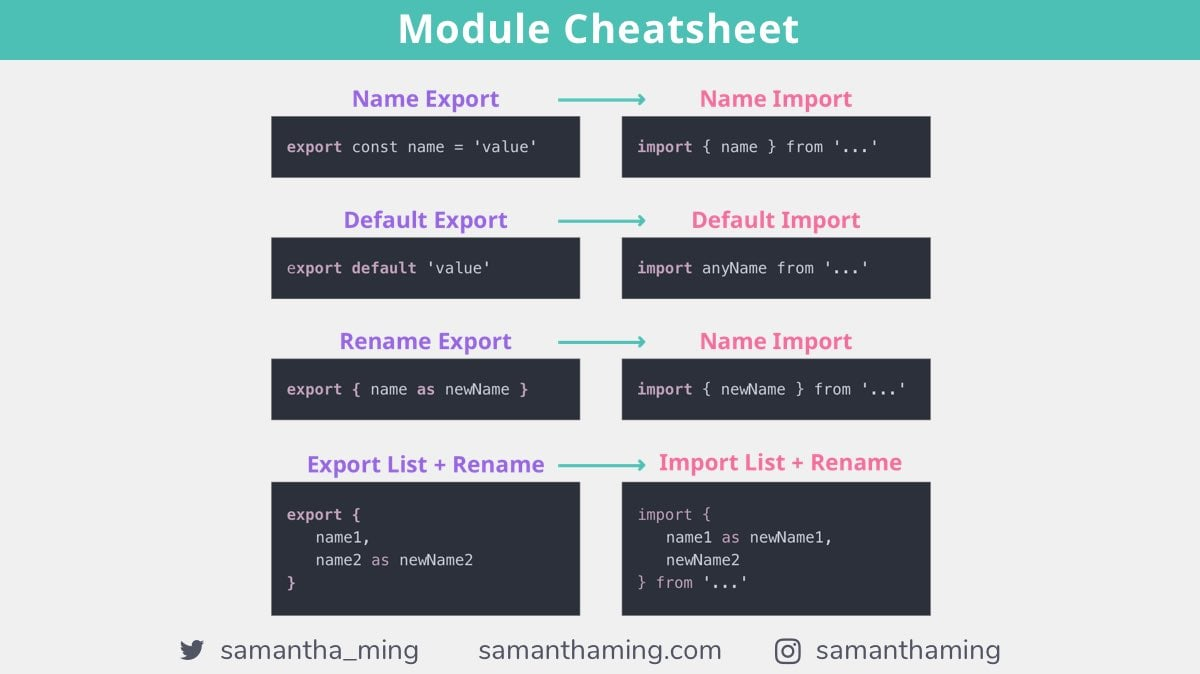 Module Cheatsheet
Name Export
Name Import
export const name = 'value'
import { name } from '...'
Default Export
Default Import
export default 'value'
import anyName from '...'
Rename Export
Name Import
export { name as newName }
import { newName } from '...'
Export List + Rename
Import List + Rename
export {
name1,
name2 as newName2
}
import {
name1 as newName1,
newName2
} from '...'
samantha_ming
samanthaming.com
samanthaming